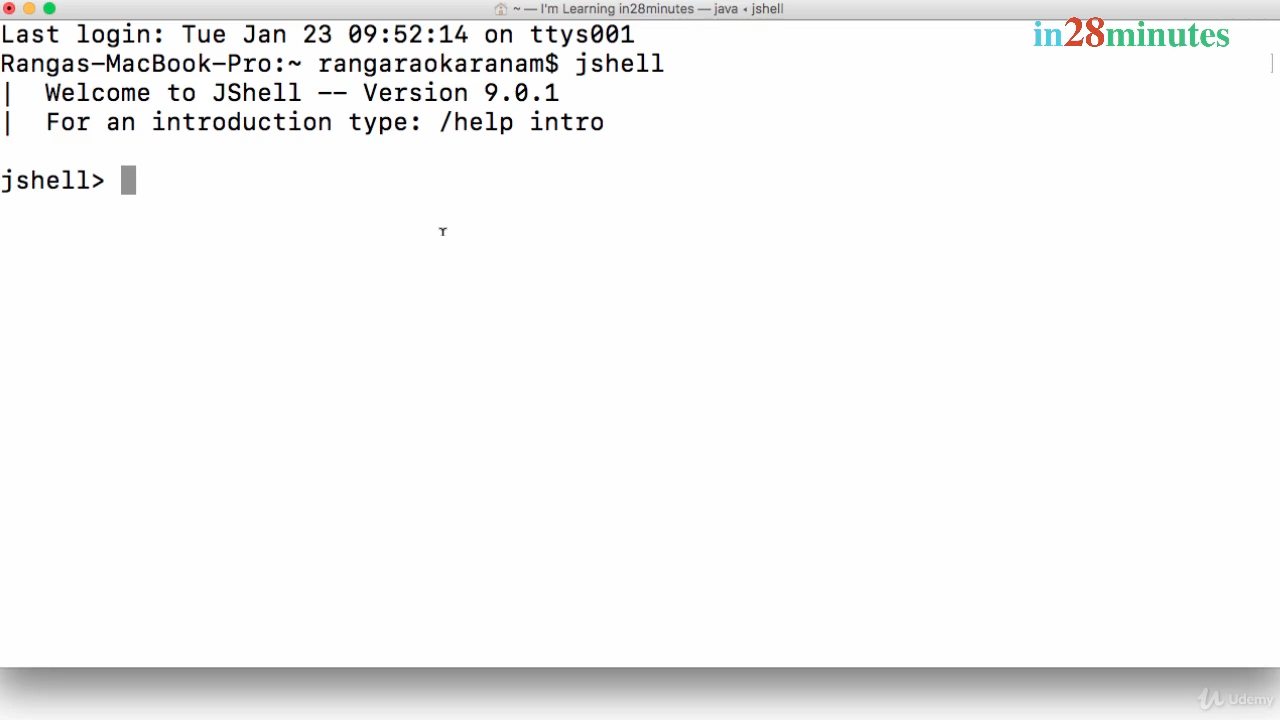 ~ — I'm Learning in28minutes — java ◂ jshell
Last login: Tue Jan 23 09:52:14 on ttys001
in28minutes
Rangas-MacBook-Pro:~ rangaraokaranam$ jshell
|  Welcome to JShell -- Version 9.0.1
|  For an introduction type: /help intro
jshell>
Udemy